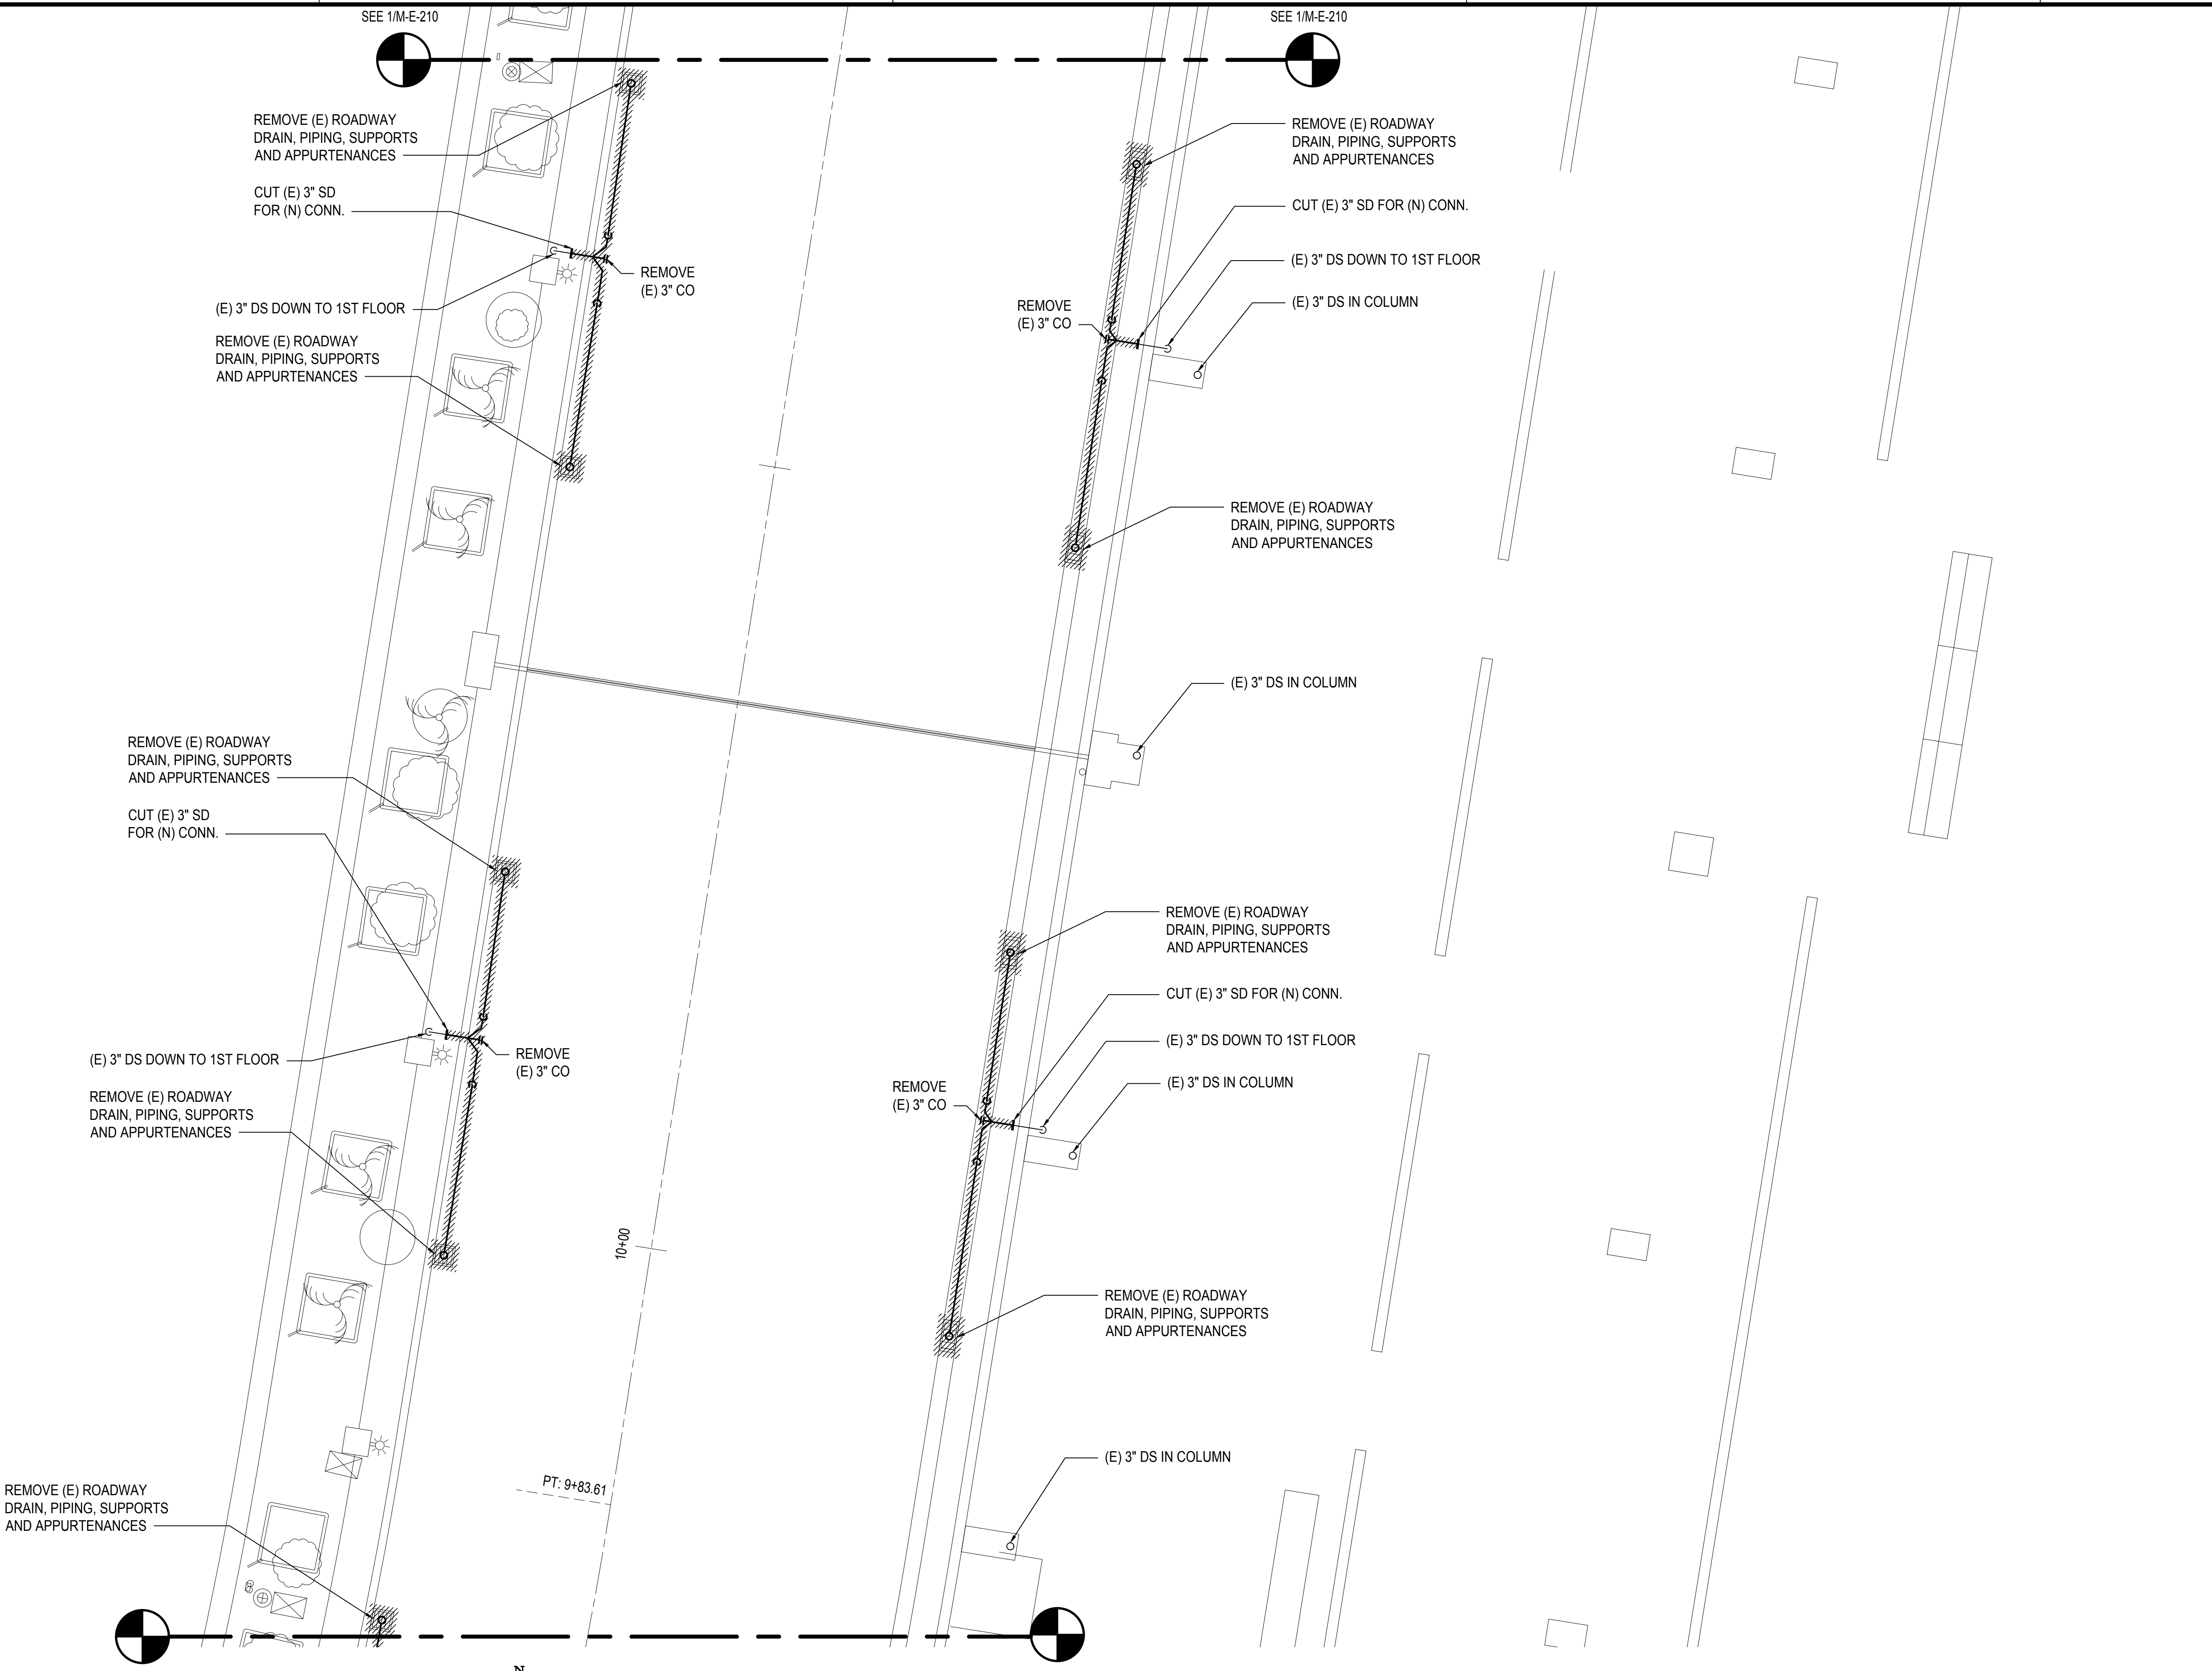 SEE 1/M-E-210
SEE 1/M-E-210
REMOVE (E) ROADWAY
DRAIN, PIPING, SUPPORTS
AND APPURTENANCES
CUT (E) 3" SD
FOR (N) CONN.
REMOVE
(E) 3" CO
(E) 3" DS DOWN TO 1ST FLOOR
REMOVE (E) ROADWAY
DRAIN, PIPING, SUPPORTS
AND APPURTENANCES
REMOVE (E) ROADWAY
DRAIN, PIPING, SUPPORTS
AND APPURTENANCES
CUT (E) 3" SD FOR (N) CONN.
(E) 3" DS DOWN TO 1ST FLOOR
(E) 3" DS IN COLUMN
REMOVE
(E) 3" CO
REMOVE (E) ROADWAY
DRAIN, PIPING, SUPPORTS
AND APPURTENANCES
(E) 3" DS IN COLUMN
REMOVE (E) ROADWAY
DRAIN, PIPING, SUPPORTS
AND APPURTENANCES
CUT (E) 3" SD
FOR (N) CONN.
(E) 3" DS DOWN TO 1ST FLOOR
REMOVE
(E) 3" CO
REMOVE (E) ROADWAY
DRAIN, PIPING, SUPPORTS
AND APPURTENANCES
REMOVE (E) ROADWAY
DRAIN, PIPING, SUPPORTS
AND APPURTENANCES
CUT (E) 3" SD FOR (N) CONN.
(E) 3" DS DOWN TO 1ST FLOOR
(E) 3" DS IN COLUMN
REMOVE
(E) 3" CO
10+00
REMOVE (E) ROADWAY
DRAIN, PIPING, SUPPORTS
AND APPURTENANCES
(E) 3" DS IN COLUMN
PT: 9+83.61
REMOVE (E) ROADWAY
DRAIN, PIPING, SUPPORTS
AND APPURTENANCES
N